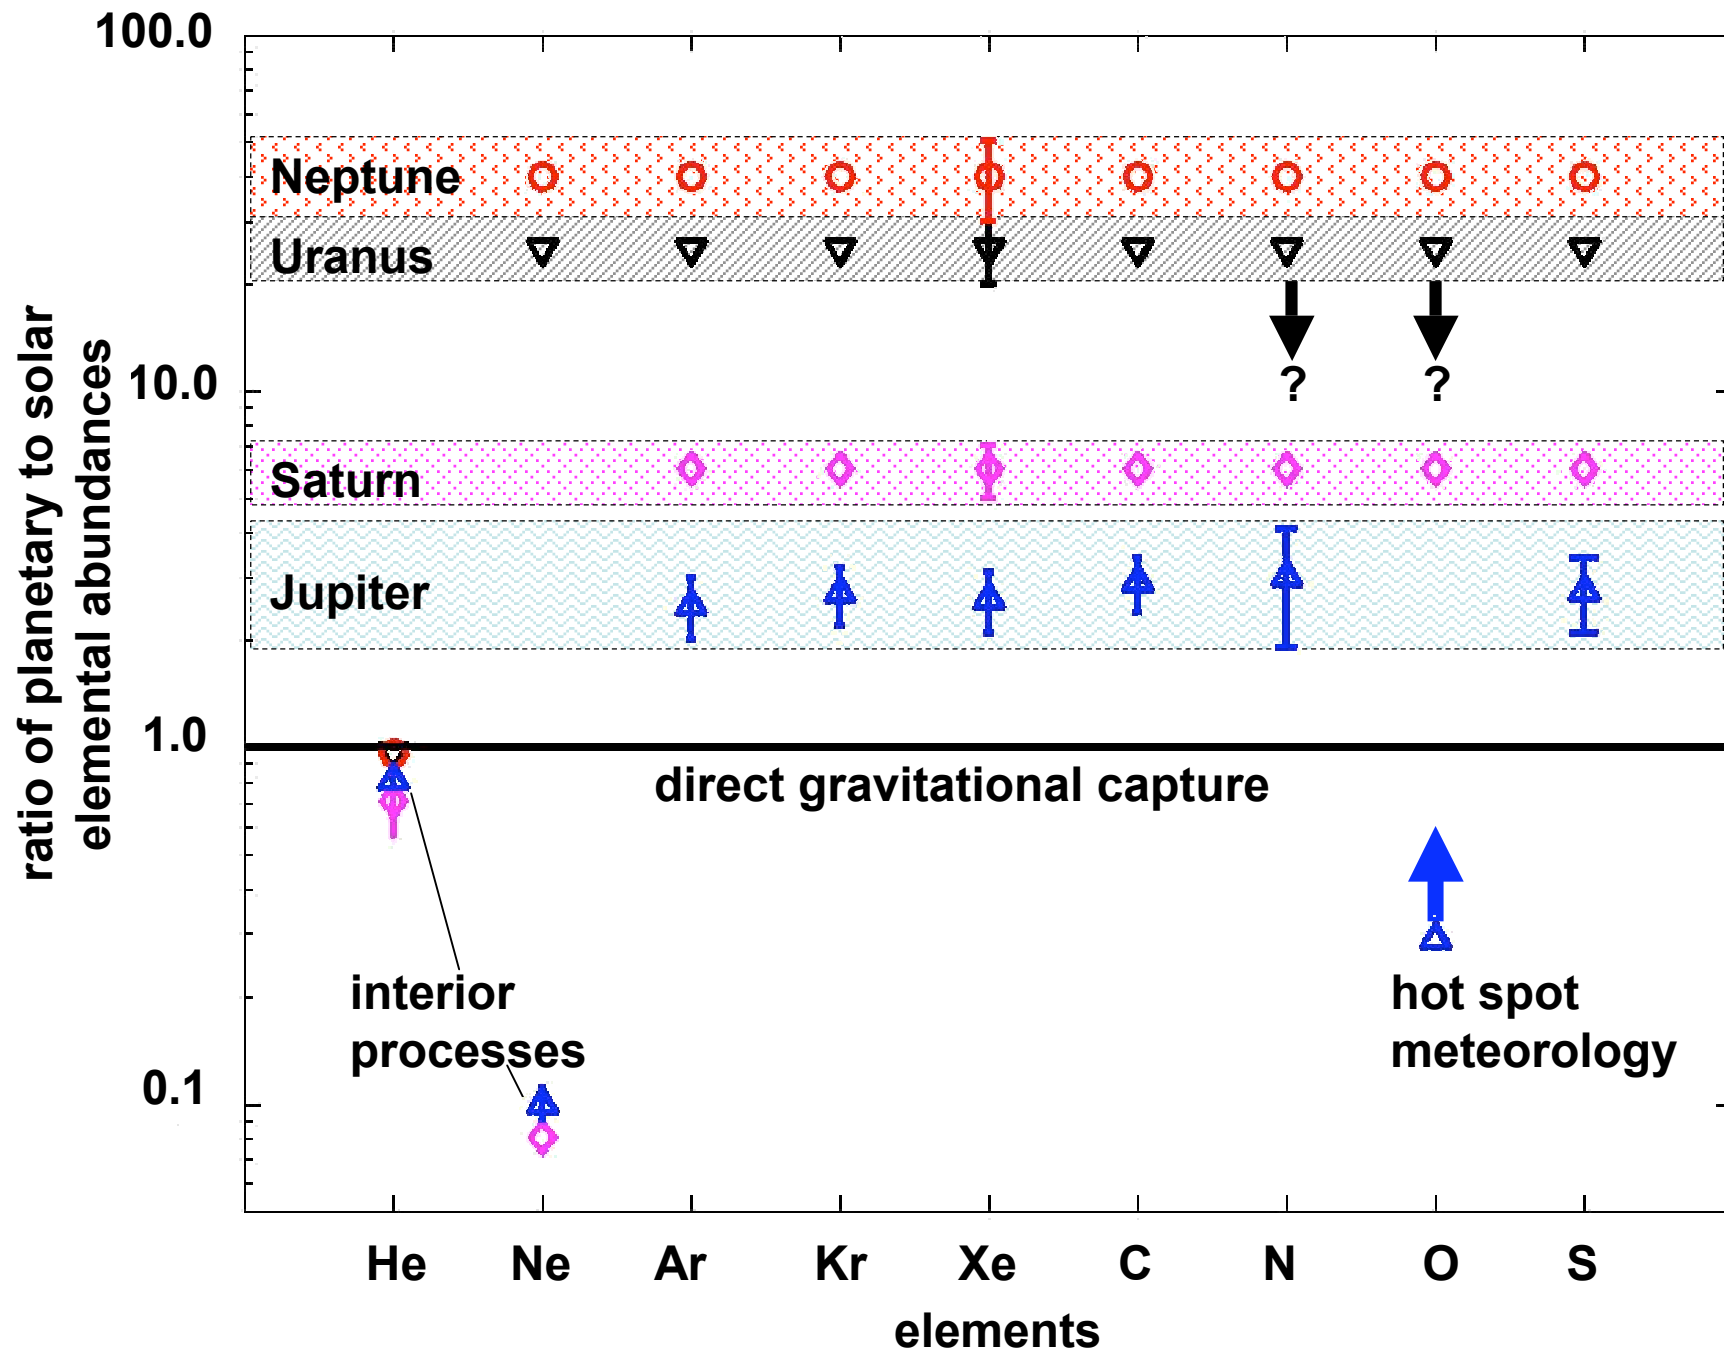 ratio of planetary to solar
elemental abundances
100.0
10.0
1.0
0.1
Neptune
Uranus
? ?
Saturn
Jupiter
direct gravitational capture
interior
processes
hot spot
meteorology
He Ne Ar Kr Xe C N O S
elements